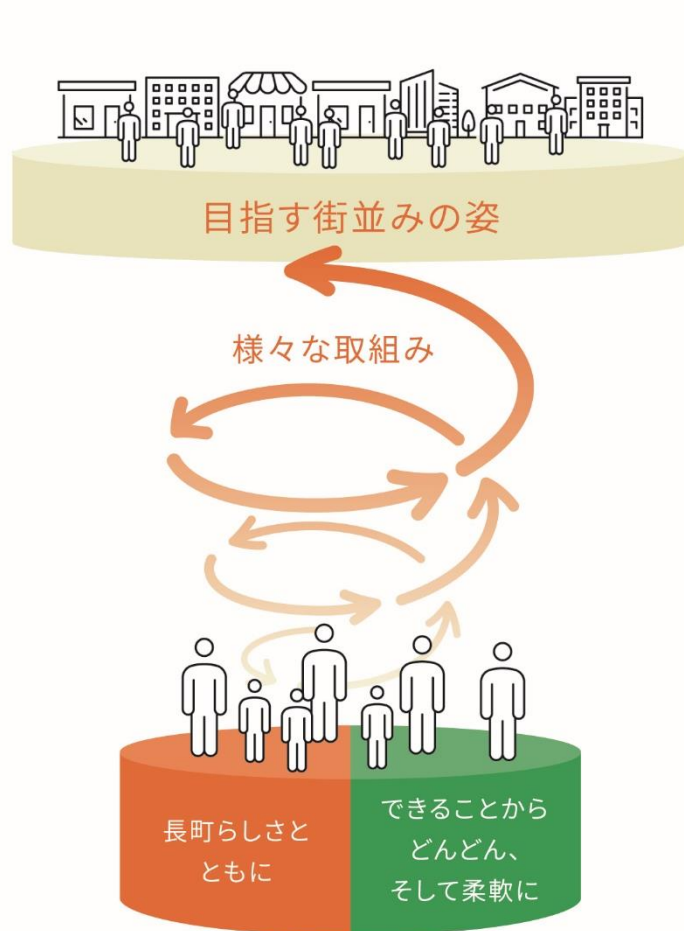 目指す街並みの姿
様々な取組み
長町らしさと
ともに
できることから
どんどん、
そして柔軟に